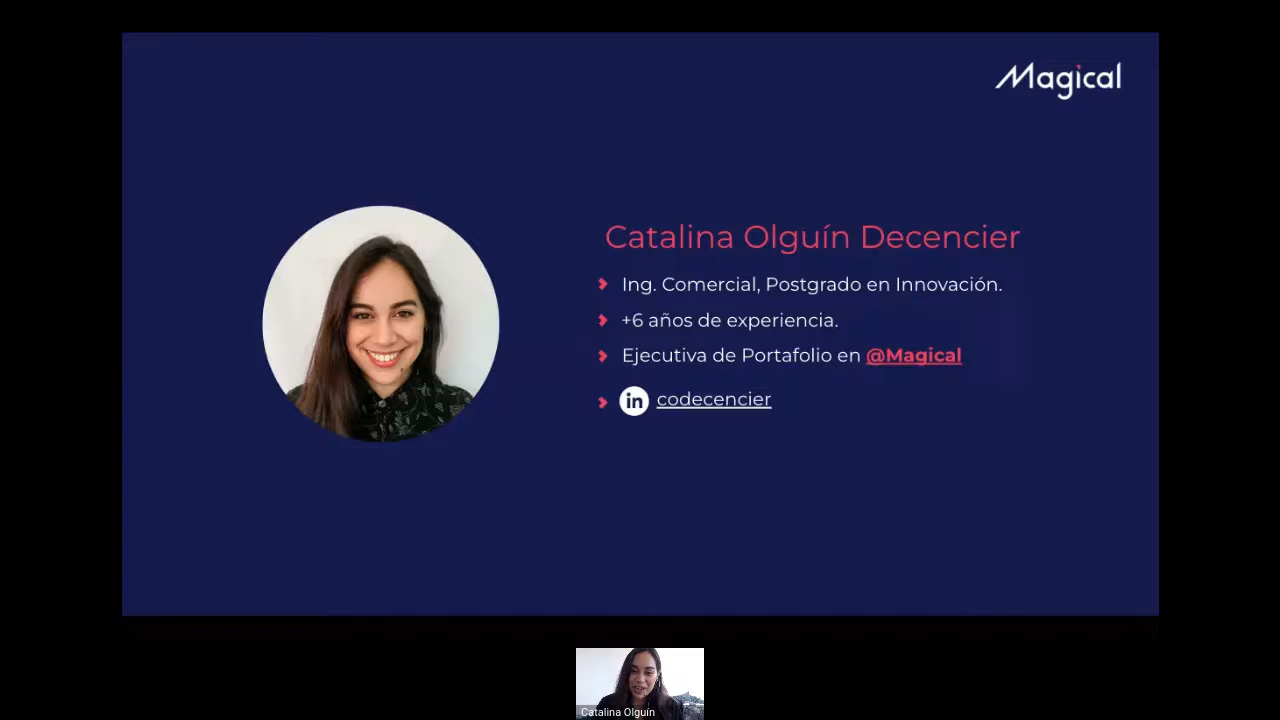 Magical
Catalina Olguín Decencier
Ing. Comercial, Postgrado en Innovación.
+6 años de experiencia.
Ejecutiva de Portafolio en @Magical
in codecencier
Catalina Olguín